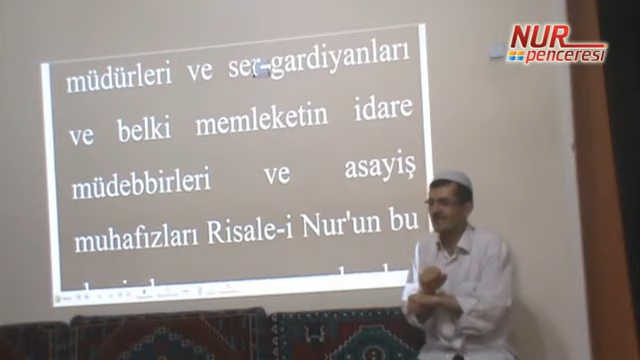 NUR
penceresi
müdürleri ve ser-gardiyanları
ve belki memleketin idare
müdebbirleri ve asayiş
muhafızları Risale-i Nur'un bu